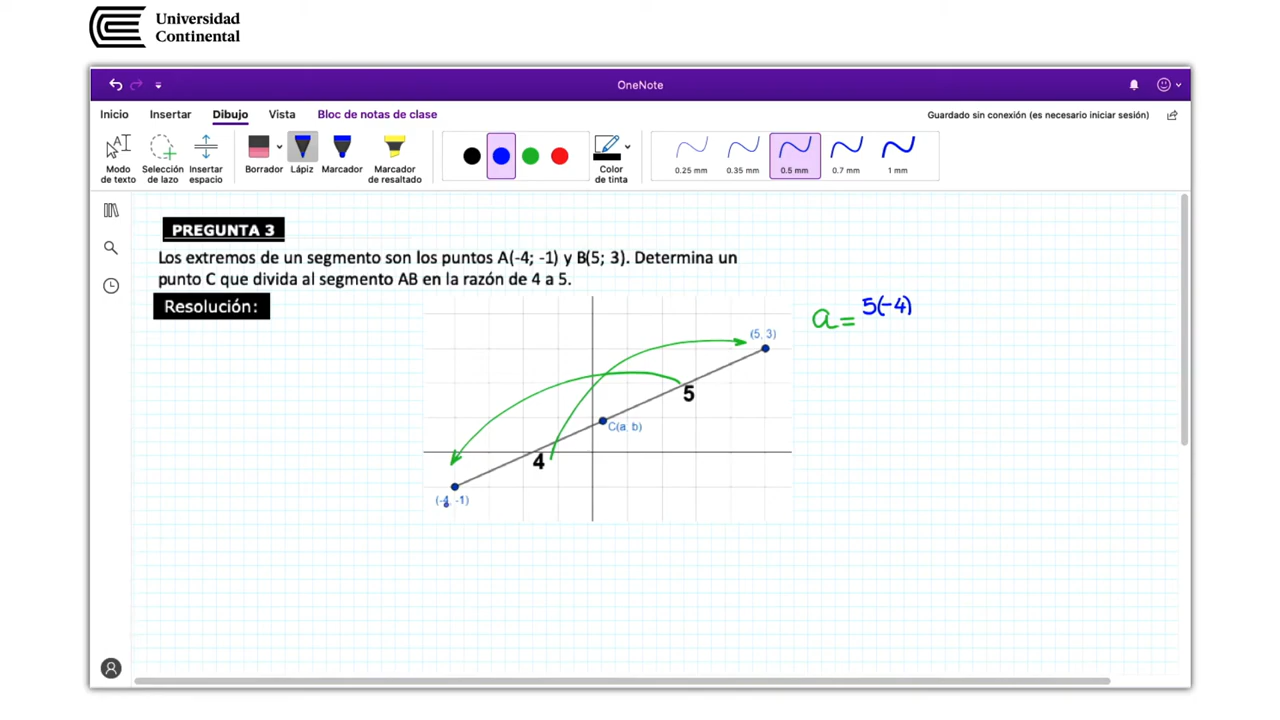 Universidad
Continental
OneNote
Inicio Insertar Dibujo Vista Bloc de notas de clase
Guardado sin conexión (es necesario iniciar sesión)
Modo
de texto
Selección
de lazo
Insertar
espacio
Borrador
Lápiz
Marcador
Marcador
de resaltado
Color
de tinta
0.25 mm
0.35 mm
0.5 mm
0.7 mm
1 mm
PREGUNTA 3
Los extremos de un segmento son los puntos A(-4; -1) y B(5; 3). Determina un
punto C que divida al segmento AB en la razón de 4 a 5.
Resolución:
a = 5(-4)
(5, 3)
5
C(a, b)
4
(-4, -1)